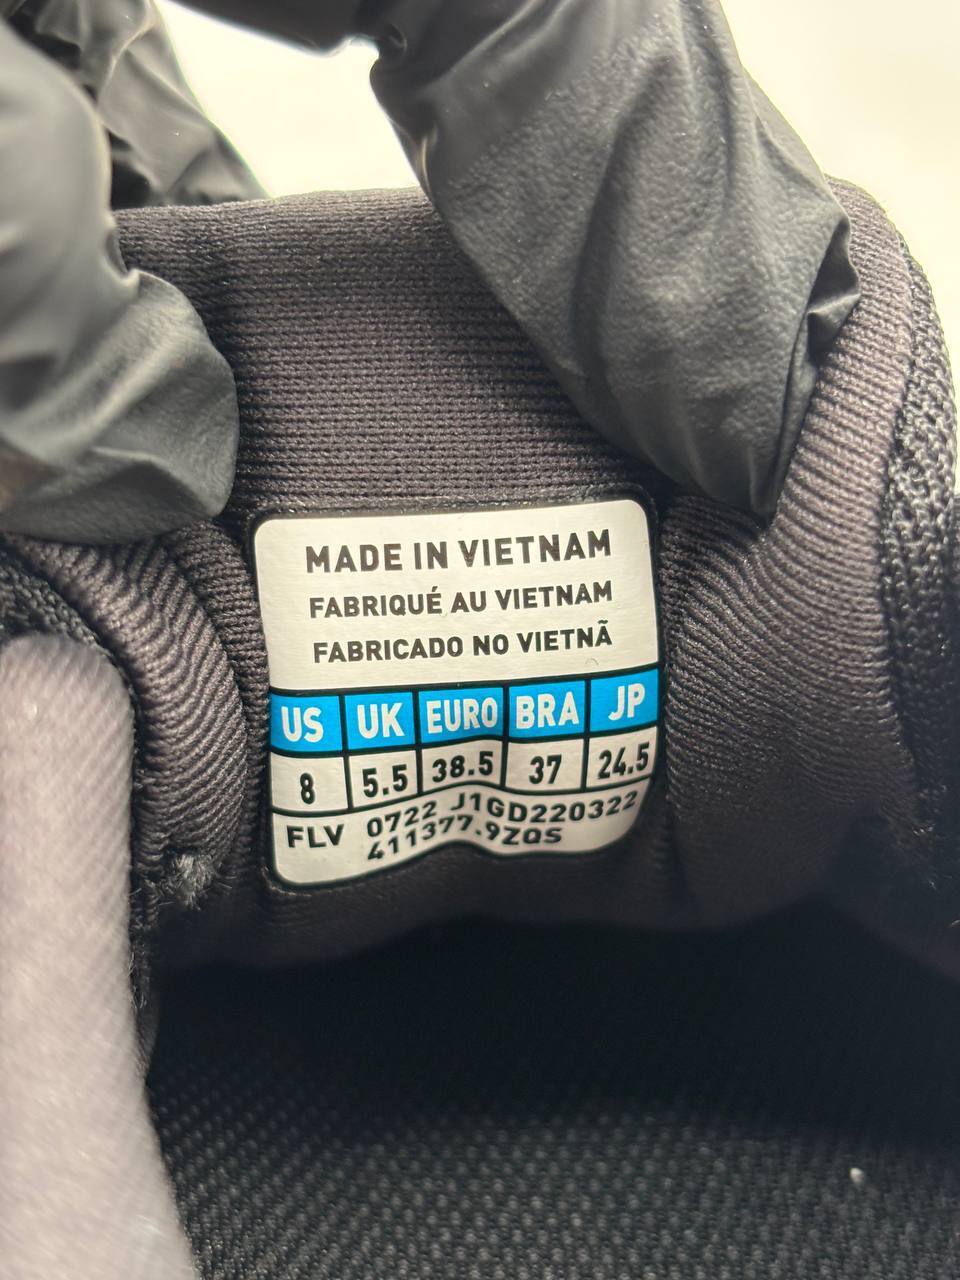 MADE IN VIETNAM
FABRIQUÉ AU VIETNAM
FABRICADO NO VIETNÃ
US UK EURO BRA JP
8 5.5 38.5 37 24.5
FLV 0722 J1GD220322
411377.9ZQS